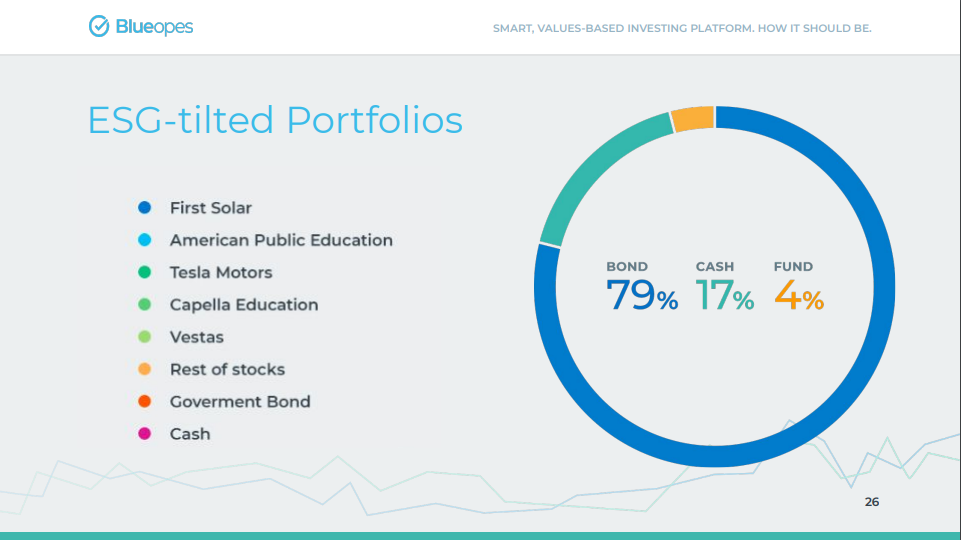 Blueopes
SMART, VALUES-BASED INVESTING PLATFORM. HOW IT SHOULD BE.
ESG-tilted Portfolios
First Solar
American Public Education
Tesla Motors
Capella Education
Vestas
Rest of stocks
Goverment Bond
Cash
BOND CASH FUND
79% 17% 4%
26